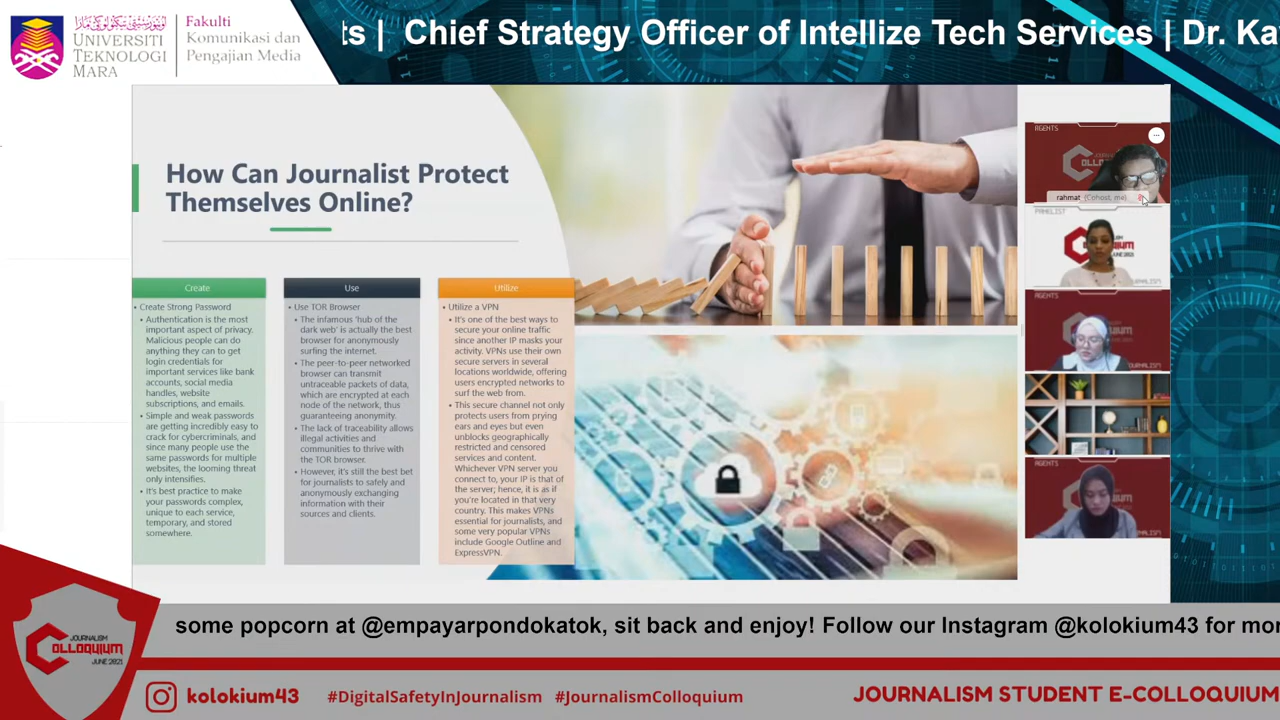 UNIVERSITI
TEKNOLOGI
MARA
Fakulti
Komunikasi dan
Pengajian Media
ts | Chief Strategy Officer of Intellize Tech Services | Dr. Ka
How Can Journalist Protect
Themselves Online?
Create
• Create Strong Password
• Authentication is the most
important aspect of privacy.
Malicious people can do
anything they can to get
login credentials for
important services like bank
accounts, social media
handles, website
subscriptions, and emails.
• Simple and weak passwords
are getting incredibly easy to
crack for cybercriminals, and
since many people use the
same passwords for multiple
websites, the looming threat
only intensifies.
• It's best practice to make
your passwords complex,
unique to each service,
temporary, and stored
somewhere.
Use
• Use TOR Browser
• The infamous 'hub of the
dark web' is actually the best
browser for anonymously
surfing the internet.
• The peer-to-peer networked
browser can transmit
untraceable packets of data,
which are encrypted at each
node of the network, thus
guaranteeing anonymity.
• The lack of traceability allows
illegal activities and
communities to thrive with
the TOR browser.
• However, it's still the best bet
for journalists to safely and
anonymously exchanging
information with their
sources and clients.
Utilize
• Utilize a VPN
• It's one of the best ways to
secure your online traffic
since another IP masks your
activity. VPNs use their own
secure servers in several
locations worldwide, offering
users encrypted networks to
surf the web from.
• This secure channel not only
protects users from prying
ears and eyes but even
unblocks geographically
restricted and censored
services and content.
Whichever VPN server you
connect to, your IP is that of
the server; hence, it is as if
you're located in that very
country. This makes VPNs
essential for journalists, and
some very popular VPNs
include Google Outline and
ExpressVPN.
AGENTS
rahmat (Cohost, me)
PANELIST
COLLOQUIUM
JUNE 2021
AGENTS
AGENTS
some popcorn at @empayarpondokatok, sit back and enjoy! Follow our Instagram @kolokium43 for mor
JOURNALISM
COLLOQUIUM
JUNE 2021
kolokium43
#DigitalSafetyInJournalism #JournalismColloquium
JOURNALISM STUDENT E-COLLOQUIUM